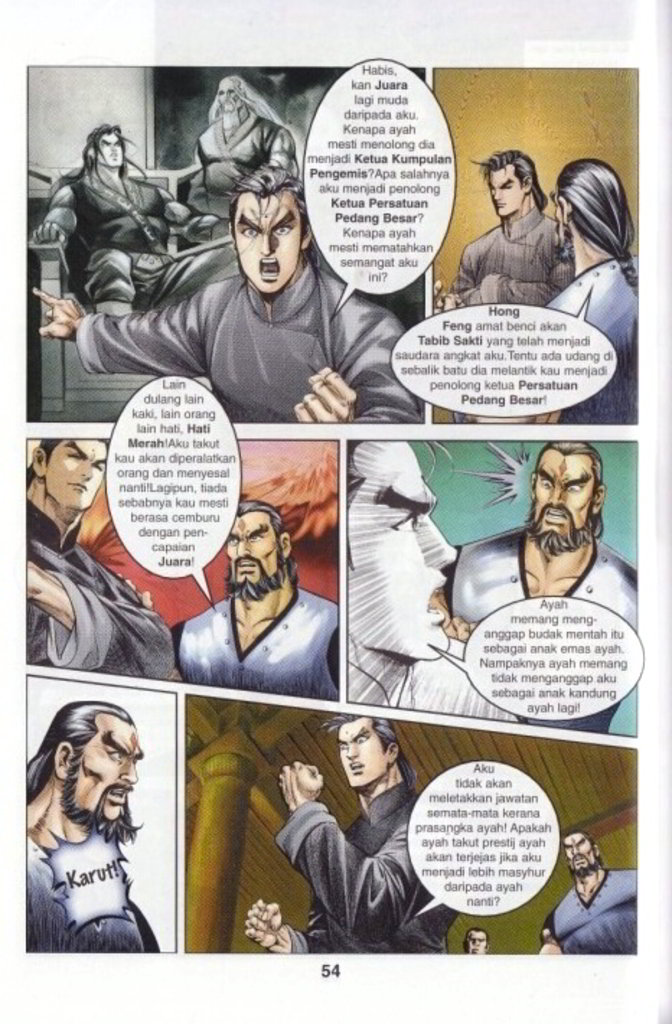 Habis,
kan Juara
lagi muda
daripada aku.
Kenapa ayah
mesti menolong dia
menjadi Ketua Kumpulan
Pengemis?Apa salahnya
aku menjadi penolong
Ketua Persatuan
Pedang Besar?
Kenapa ayah
mesti mematahkan
semangat aku
ini?
Hong
Feng amat benci akan
Tabib Sakti yang telah menjadi
saudara angkat aku.Tentu ada udang di
sebalik batu dia melantik kau menjadi
penolong ketua Persatuan
Pedang Besar!
Lain
dulang lain
kaki, lain orang
lain hati, Hati
Merah!Aku takut
kau akan diperalatkan
orang dan menyesal
nanti!Lagipun, tiada
sebabnya kau mesti
berasa cemburu
dengan pen-
capaian
Juara!
Ayah
memang meng-
anggap budak mentah itu
sebagai anak emas ayah.
Nampaknya ayah memang
tidak menganggap aku
sebagai anak kandung
ayah lagi!
Karut!
Aku
tidak akan
meletakkan jawatan
semata-mata kerana
prasangka ayah! Apakah
ayah takut prestij ayah
akan terjejas jika aku
menjadi lebih masyhur
daripada ayah
nanti?
54